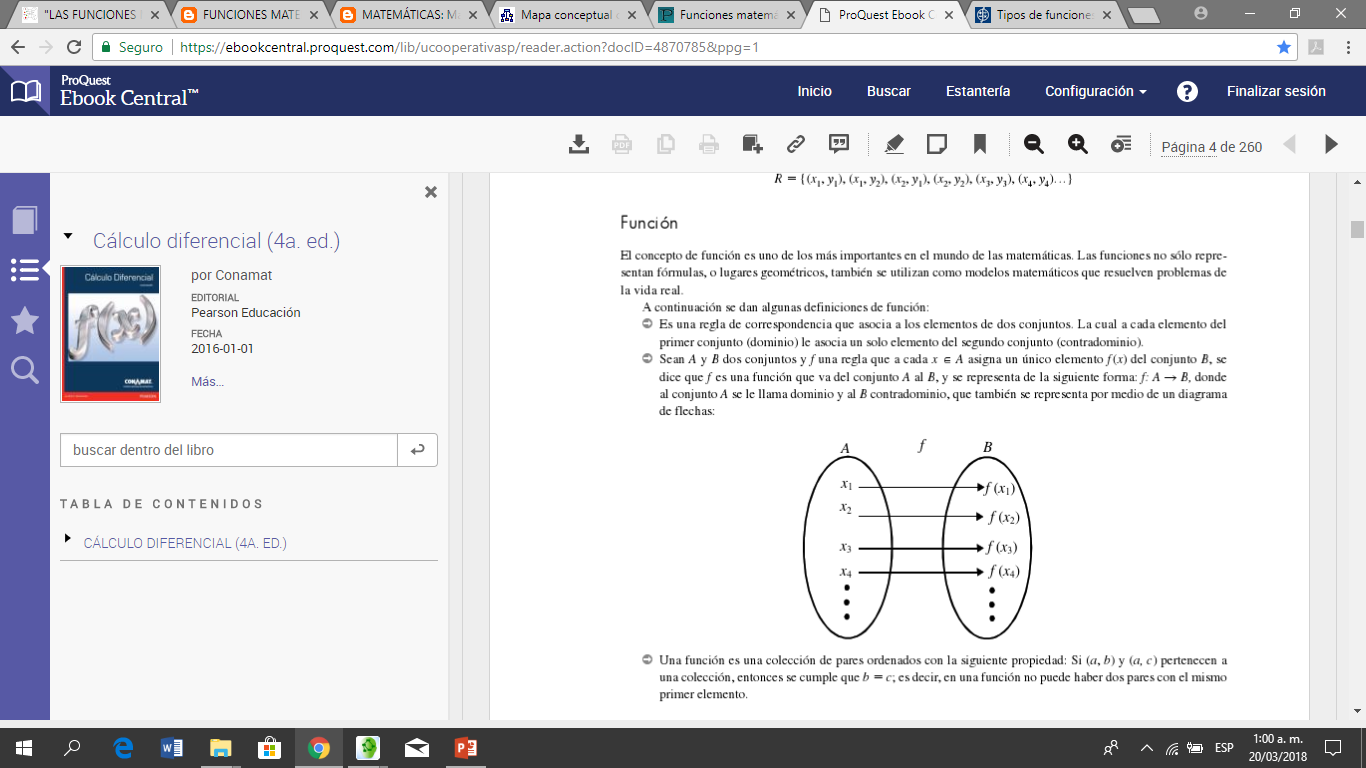 "LAS FUNCIONES
FUNCIONES MATE
MATEMÁTICAS: M
Mapa conceptual
Funciones matemá
ProQuest Ebook C
Tipos de funcione
Seguro
https://ebookcentral.proquest.com/lib/ucooperativasp/reader.action?docID=4870785&ppg=1
ProQuest
Ebook Central™
Inicio
Buscar
Estantería
Configuración
Finalizar sesión
PDF
Página 4 de 260
Cálculo diferencial (4a. ed.)
Cálculo Diferencial
f(x)
CONAMAT
por Conamat
EDITORIAL
Pearson Educación
FECHA
2016-01-01
Más...
buscar dentro del libro
TABLA DE CONTENIDOS
CÁLCULO DIFERENCIAL (4A. ED.)
R = {(x₁, y₁), (x₁, y₂), (x₂, y₁), (x₂, y₂), (x₃, y₃), (x₄, y₄)…}
Función
El concepto de función es uno de los más importantes en el mundo de las matemáticas. Las funciones no sólo repre-
sentan fórmulas, o lugares geométricos, también se utilizan como modelos matemáticos que resuelven problemas de
la vida real.
A continuación se dan algunas definiciones de función:
Es una regla de correspondencia que asocia a los elementos de dos conjuntos. La cual a cada elemento del
primer conjunto (dominio) le asocia un solo elemento del segundo conjunto (contradominio).
Sean A y B dos conjuntos y f una regla que a cada x ∈ A asigna un único elemento f(x) del conjunto B, se
dice que f es una función que va del conjunto A al B, y se representa de la siguiente forma: f: A → B, donde
al conjunto A se le llama dominio y al B contradominio, que también se representa por medio de un diagrama
de flechas:
A f B
x₁ f (x₁)
x₂ f (x₂)
x₃ f (x₃)
x₄ f (x₄)
Una función es una colección de pares ordenados con la siguiente propiedad: Si (a, b) y (a, c) pertenecen a
una colección, entonces se cumple que b = c; es decir, en una función no puede haber dos pares con el mismo
primer elemento.
ESP
1:00 a. m.
20/03/2018